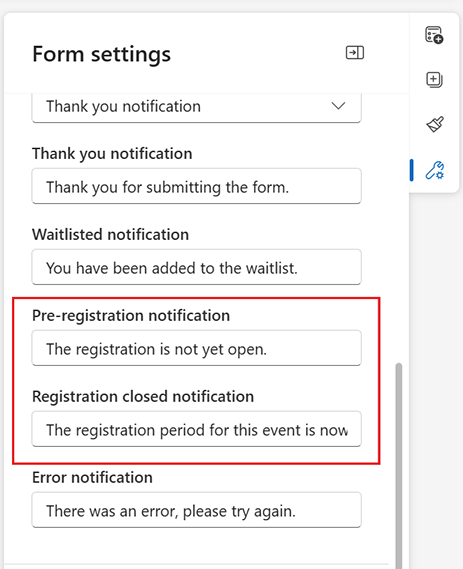 Form settings
Thank you notification
Thank you notification
Thank you for submitting the form.
Waitlisted notification
You have been added to the waitlist.
Pre-registration notification
The registration is not yet open.
Registration closed notification
The registration period for this event is now
Error notification
There was an error, please try again.